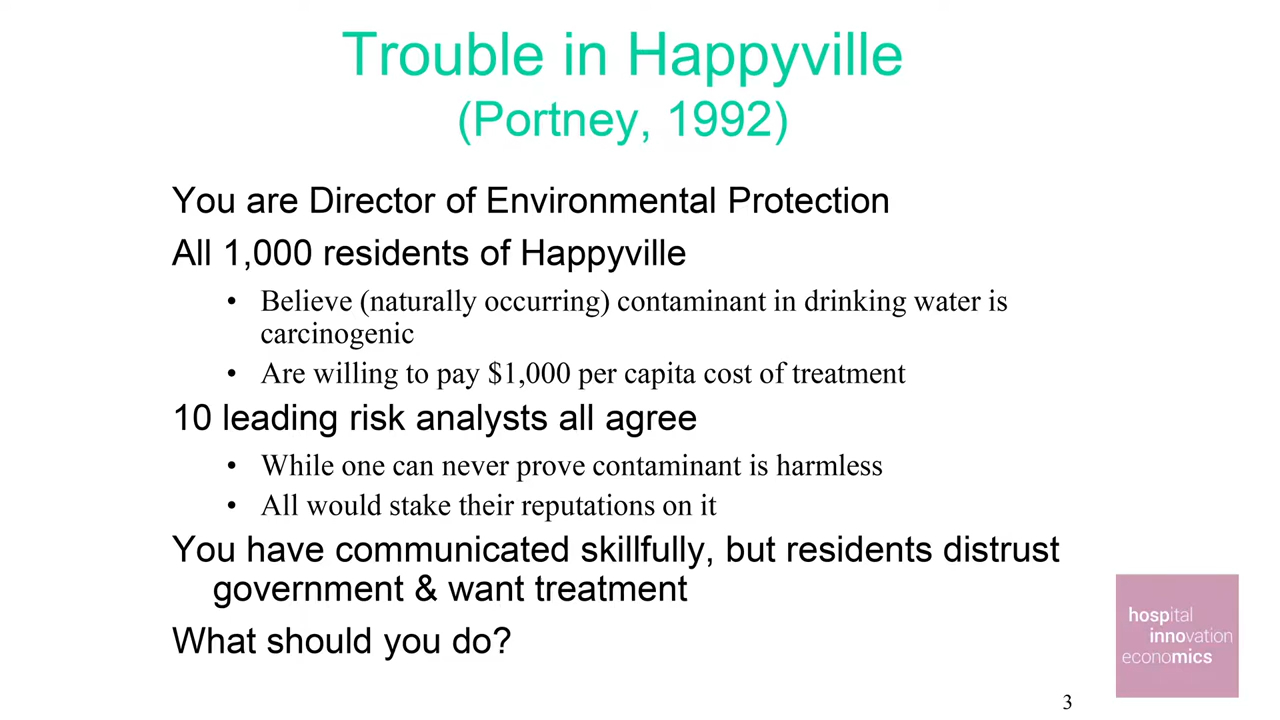 Trouble in Happyville
(Portney, 1992)
You are Director of Environmental Protection
All 1,000 residents of Happyville
• Believe (naturally occurring) contaminant in drinking water is
carcinogenic
• Are willing to pay $1,000 per capita cost of treatment
10 leading risk analysts all agree
• While one can never prove contaminant is harmless
• All would stake their reputations on it
You have communicated skillfully, but residents distrust
government & want treatment
What should you do?
hospital
innovation
economics
3